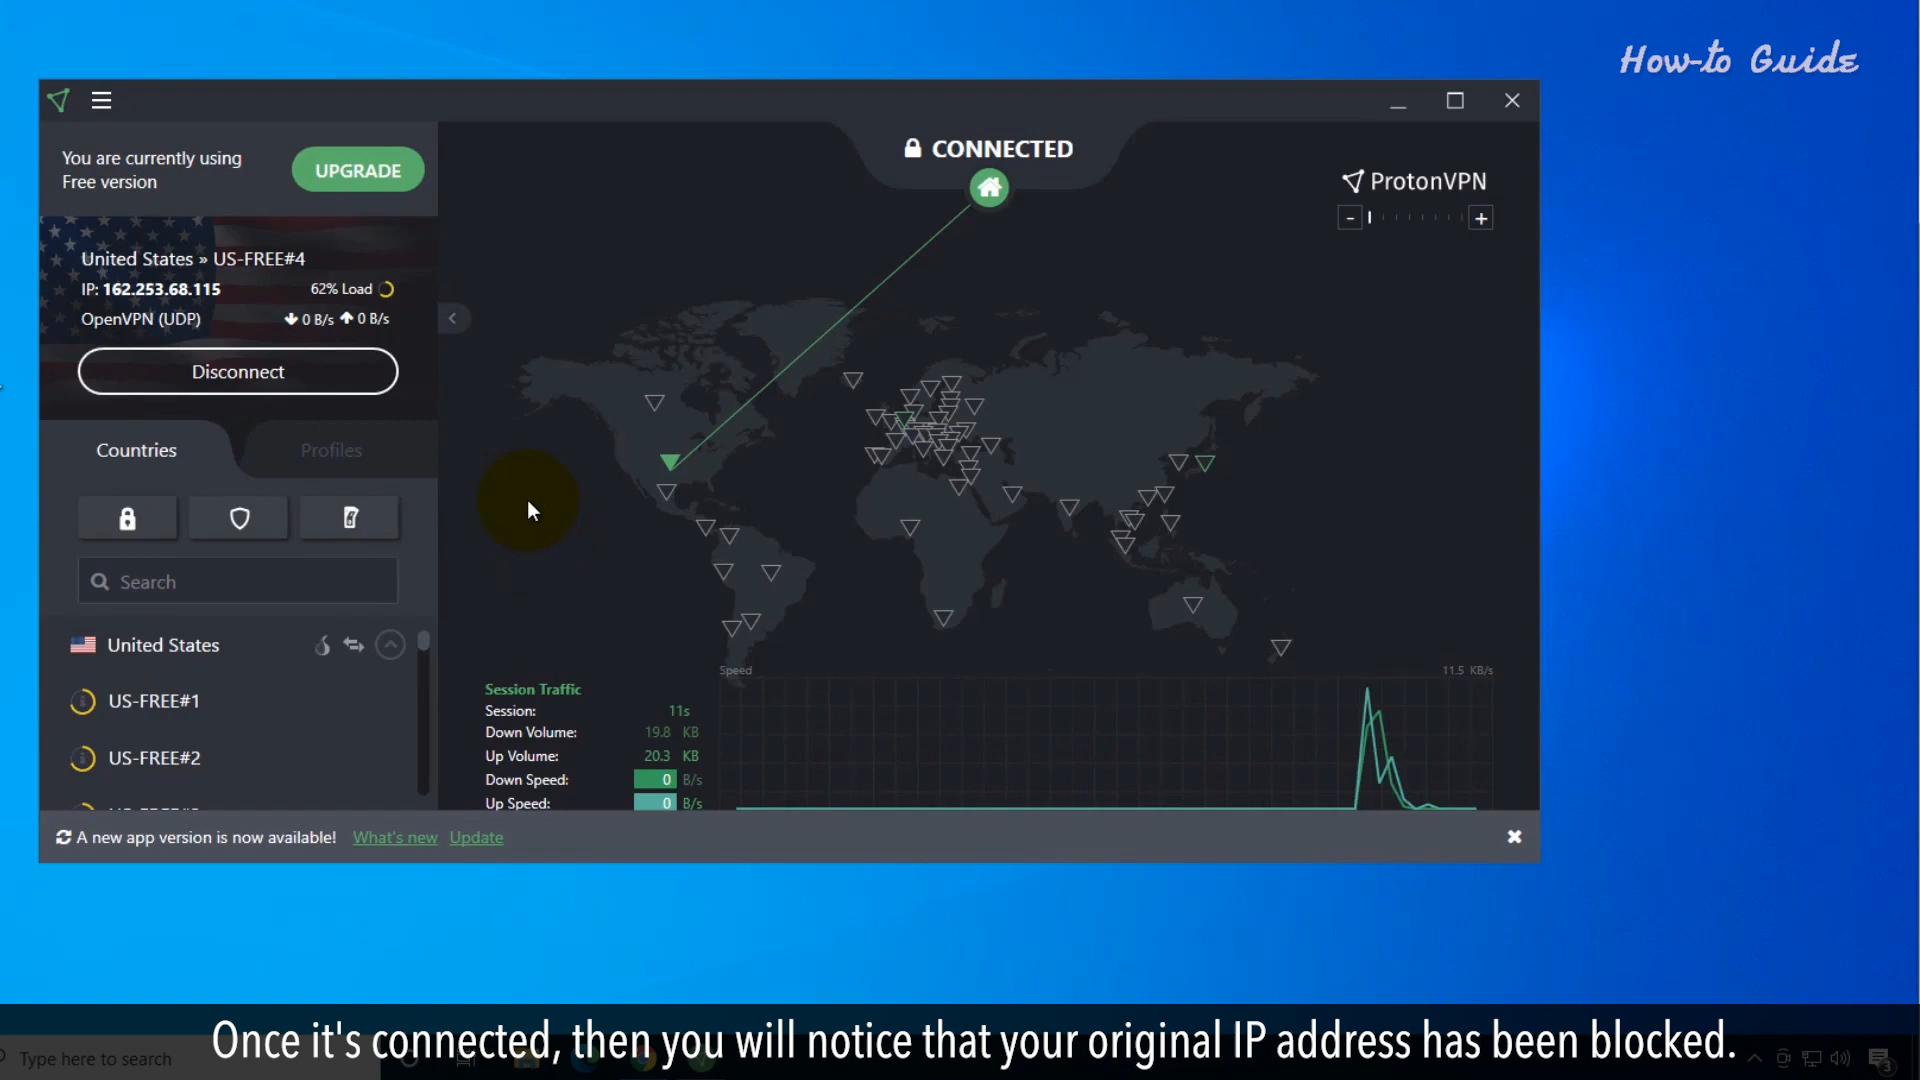 How-to Guide
You are currently using
Free version
UPGRADE
CONNECTED
ProtonVPN
- +
United States » US-FREE#4
IP: 162.253.68.115
62% Load
OpenVPN (UDP)
0 B/s 0 B/s
Disconnect
Countries
Profiles
Search
United States
US-FREE#1
US-FREE#2
Speed
11.5 KB/s
Session Traffic
Session: 11s
Down Volume: 19.8 KB
Up Volume: 20.3 KB
Down Speed: 0 B/s
Up Speed: 0 B/s
A new app version is now available! What's new Update
Once it's connected, then you will notice that your original IP address has been blocked.
Type here to search
3